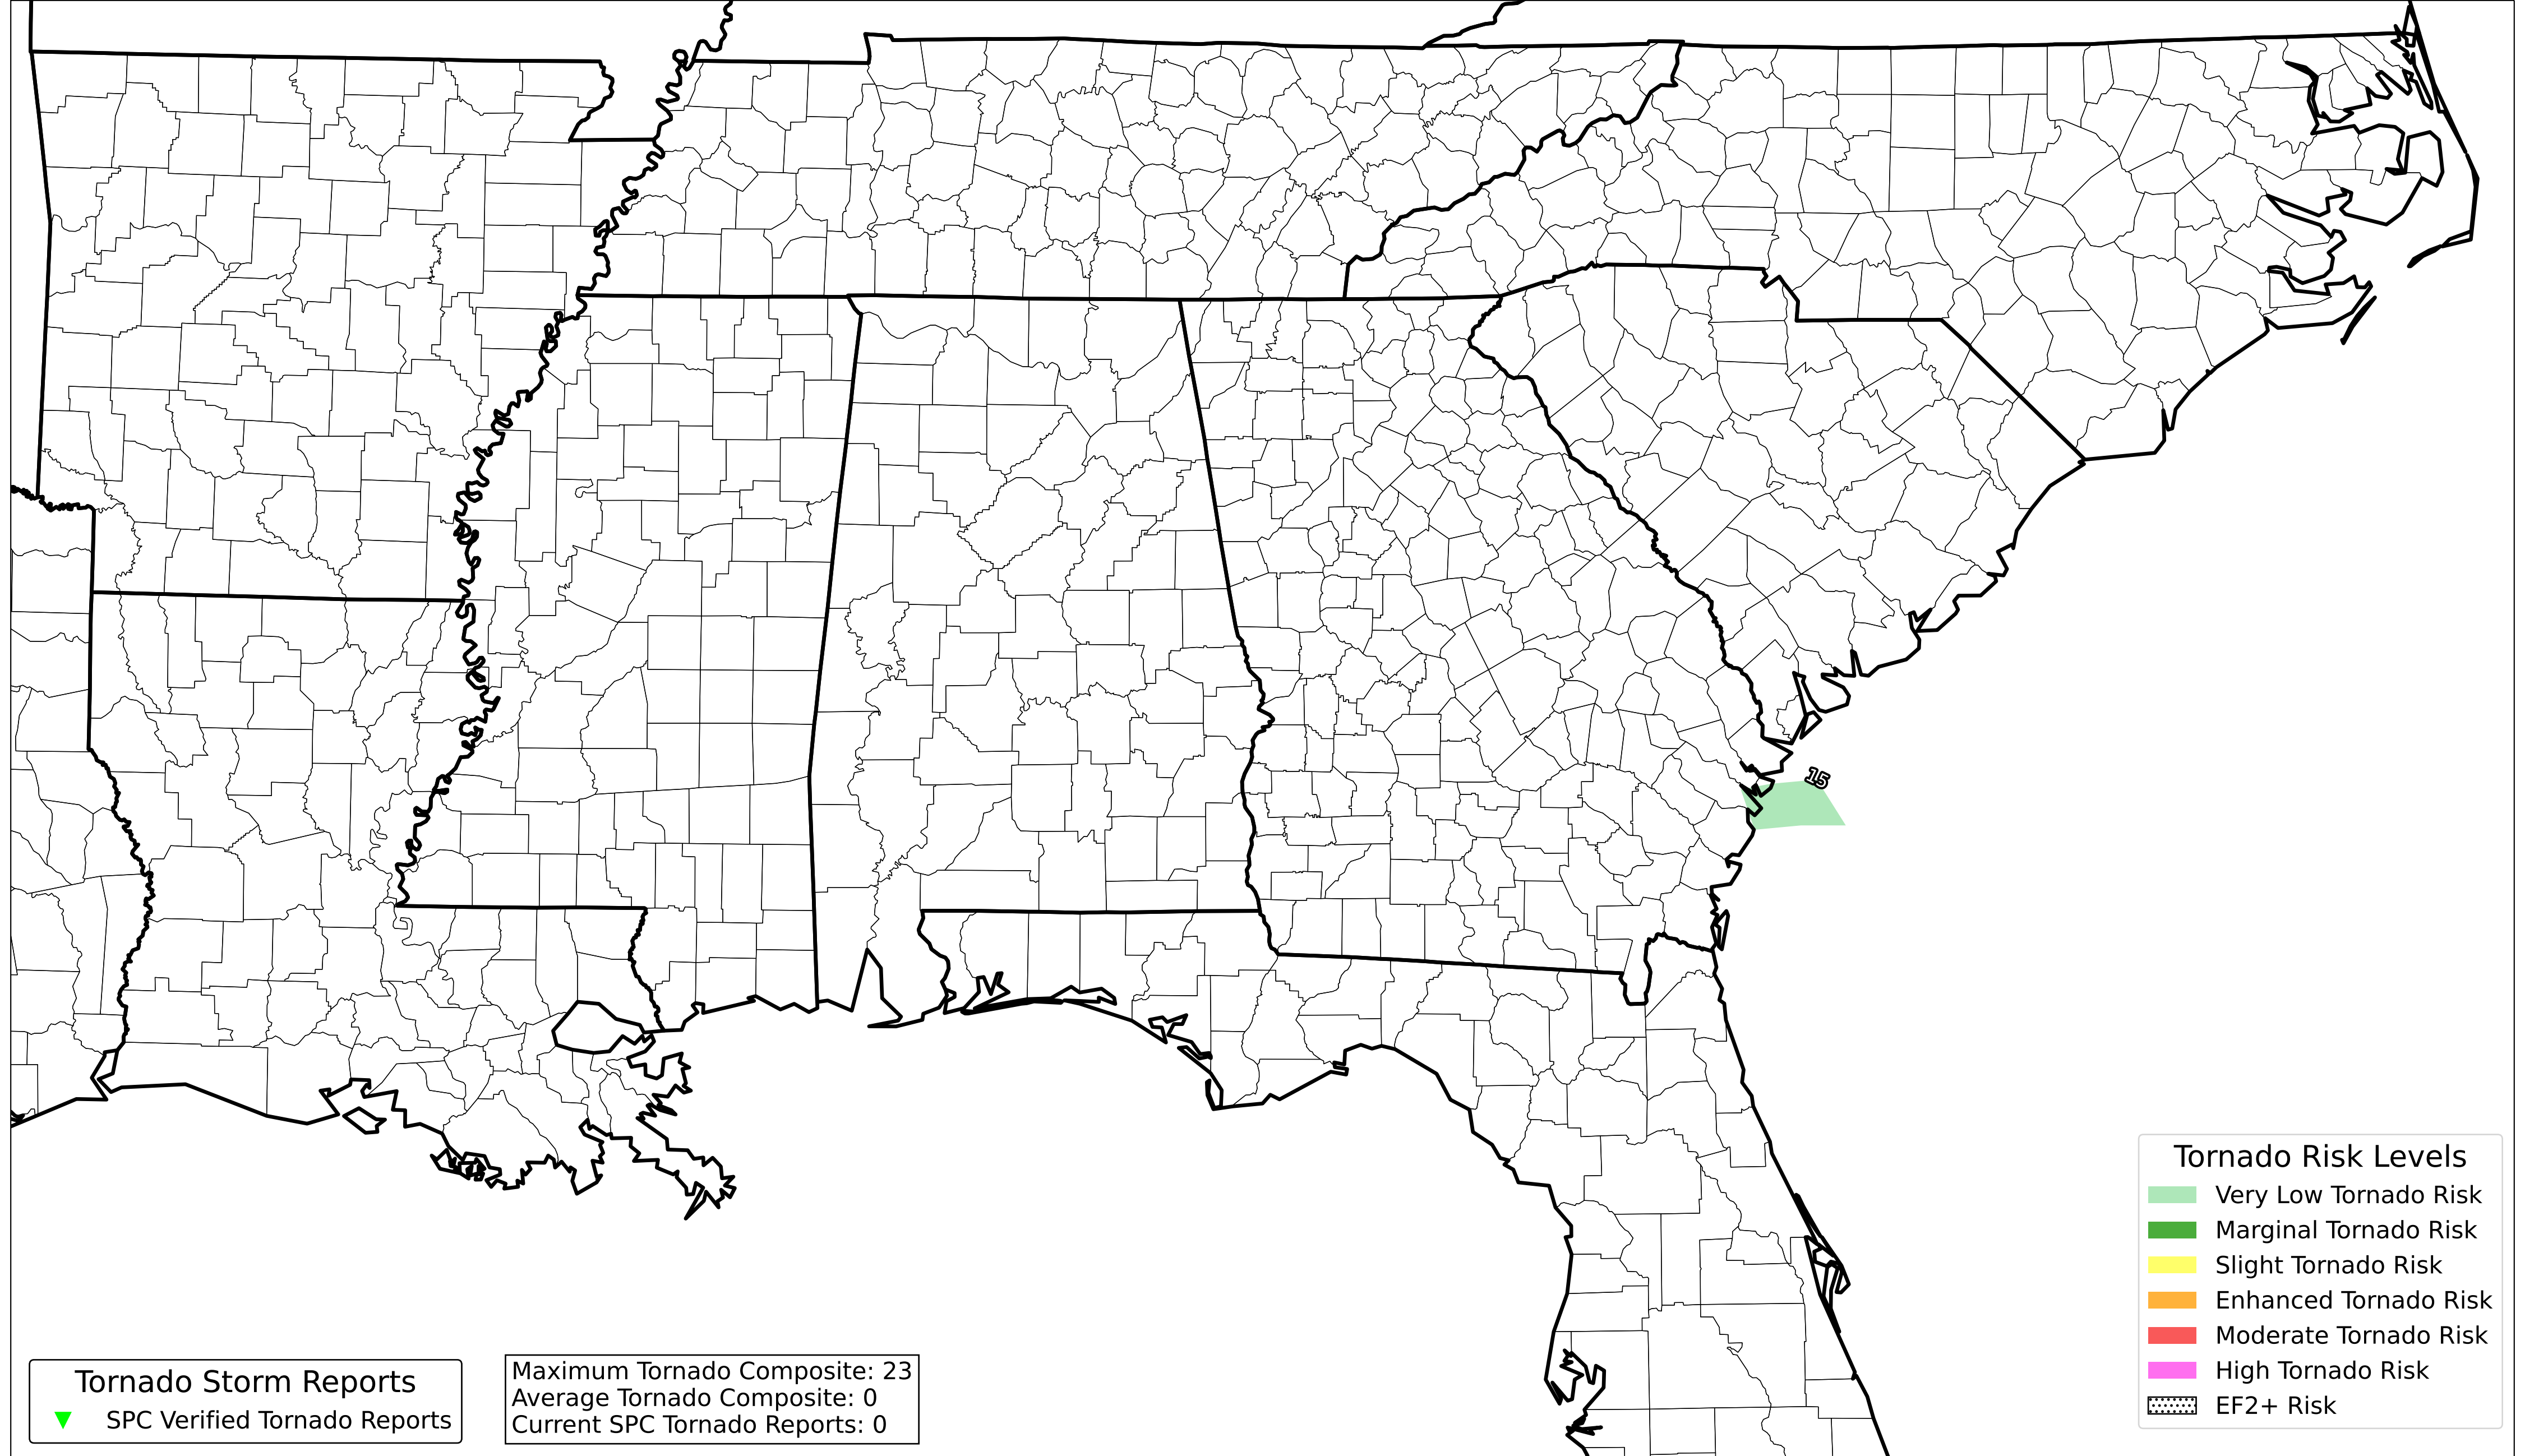 15
Tornado Risk Levels
Very Low Tornado Risk
Marginal Tornado Risk
Slight Tornado Risk
Enhanced Tornado Risk
Moderate Tornado Risk
High Tornado Risk
EF2+ Risk
Tornado Storm Reports
SPC Verified Tornado Reports
Maximum Tornado Composite: 23
Average Tornado Composite: 0
Current SPC Tornado Reports: 0